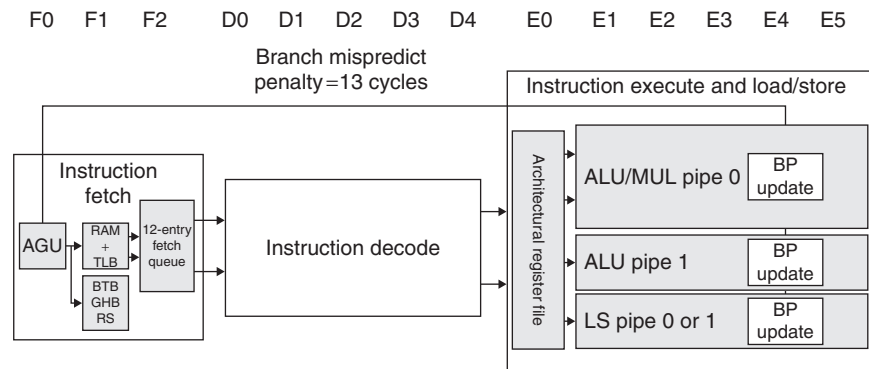 F0 F1 F2 D0 D1 D2 D3 D4 E0 E1 E2 E3 E4 E5
Branch mispredict
penalty=13 cycles
Instruction execute and load/store
Instruction
fetch
AGU
RAM
+
TLB
BTB
GHB
RS
12-entry
fetch
queue
Instruction decode
Architectural register file
ALU/MUL pipe 0
BP
update
ALU pipe 1
BP
update
LS pipe 0 or 1
BP
update